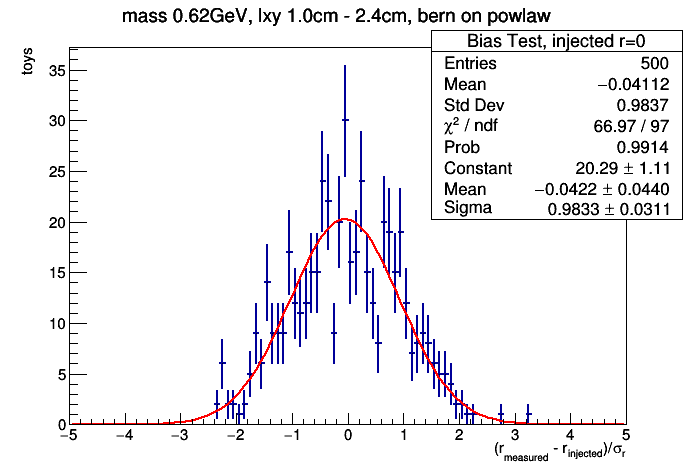 mass 0.62GeV, lxy 1.0cm - 2.4cm, bern on powlaw
Bias Test, injected r=0
Entries 500
Mean −0.04112
Std Dev 0.9837
χ² / ndf 66.97 / 97
Prob 0.9914
Constant 20.29 ± 1.11
Mean −0.0422 ± 0.0440
Sigma 0.9833 ± 0.0311
toys
35
30
25
20
15
10
5
0
−5 −4 −3 −2 −1 0 1 2 3 4 5
(r_measured - r_injected)/σ_r